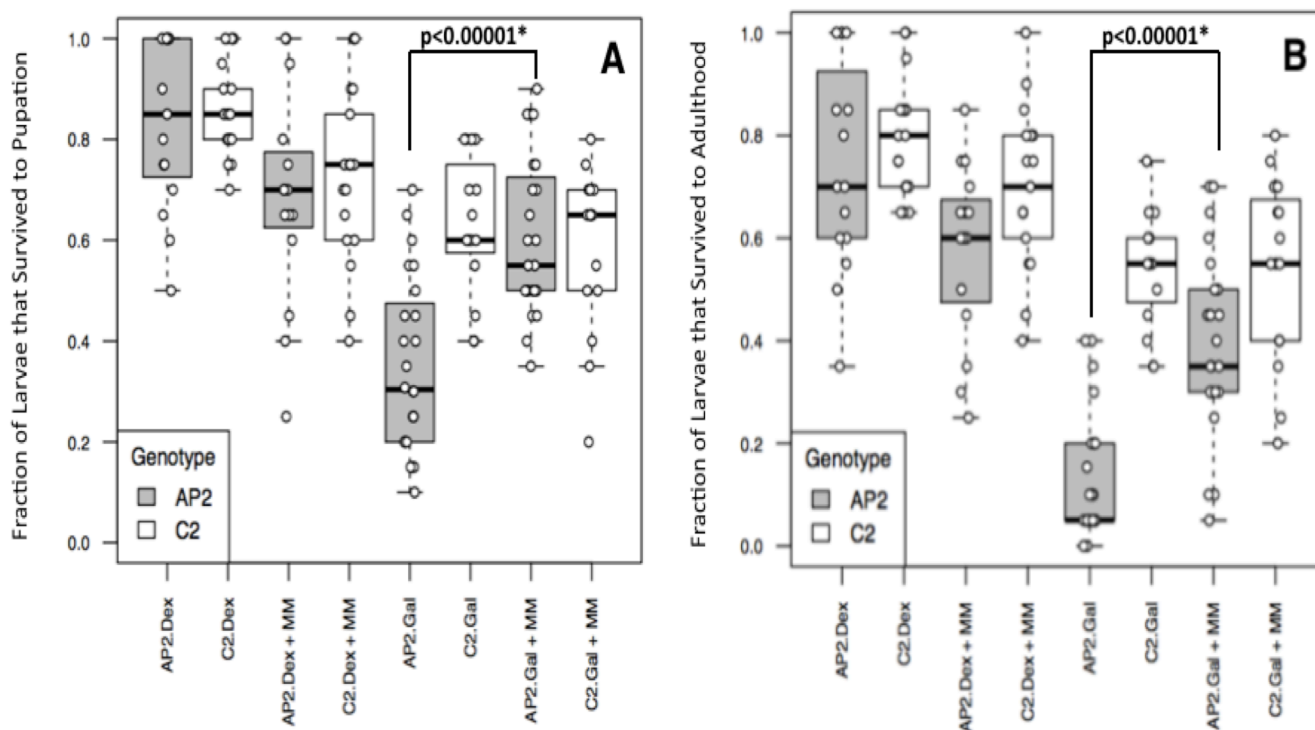 Fraction of Larvae that Survived to Pupation
1.0
0.8
0.6
0.4
0.2
0.0
p<0.00001*
A
Genotype
AP2
C2
AP2.Dex
C2.Dex
AP2.Dex + MM
C2.Dex + MM
AP2.Gal
C2.Gal
AP2.Gal + MM
C2.Gal + MM
Fraction of Larvae that Survived to Adulthood
1.0
0.8
0.6
0.4
0.2
0.0
p<0.00001*
B
Genotype
AP2
C2
AP2.Dex
C2.Dex
AP2.Dex + MM
C2.Dex + MM
AP2.Gal
C2.Gal
AP2.Gal + MM
C2.Gal + MM